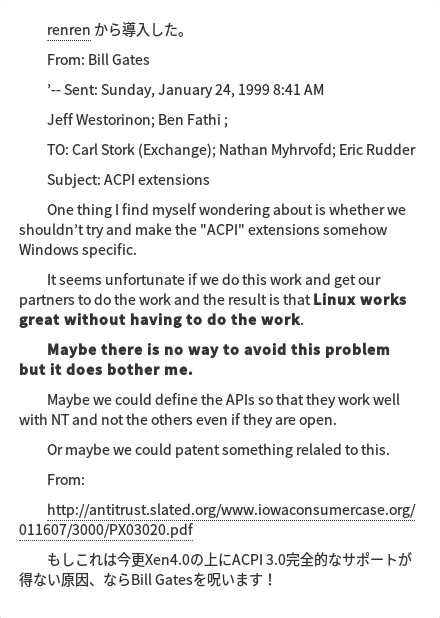 renren から導入した。
From: Bill Gates
’-- Sent: Sunday, January 24, 1999 8:41 AM
Jeff Westorinon; Ben Fathi ;
TO: Carl Stork (Exchange); Nathan Myhrvofd; Eric Rudder
Subject: ACPI extensions
One thing I find myself wondering about is whether we
shouldn’t try and make the "ACPI" extensions somehow
Windows specific.
It seems unfortunate if we do this work and get our
partners to do the work and the result is that Linux works
great without having to do the work.
Maybe there is no way to avoid this problem
but it does bother me.
Maybe we could define the APIs so that they work well
with NT and not the others even if they are open.
Or maybe we could patent something relaled to this.
From:
http://antitrust.slated.org/www.iowaconsumercase.org/
011607/3000/PX03020.pdf
もしこれは今更Xen4.0の上にACPI 3.0完全的なサポートが
得ない原因、ならBill Gatesを呪います！